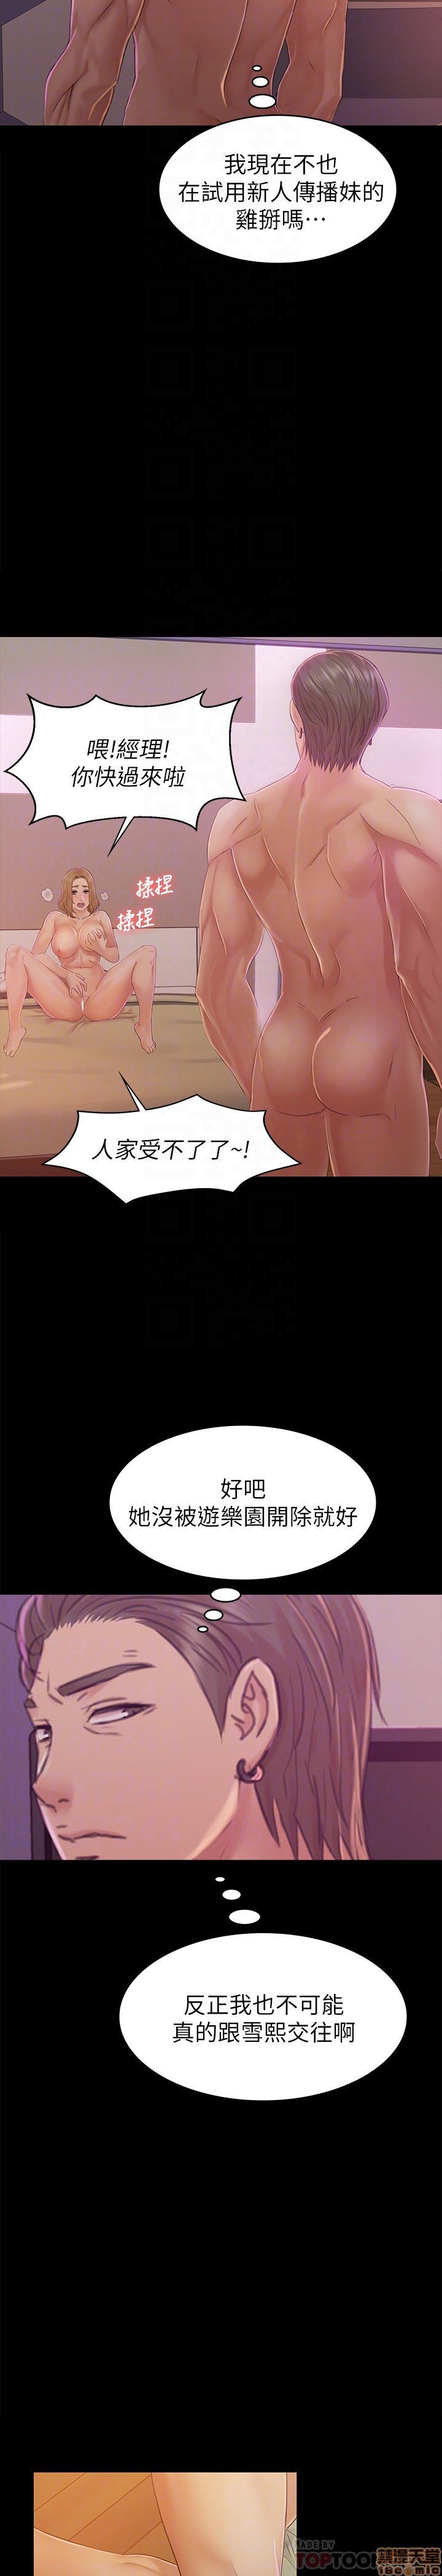 我現在不也
在試用新人傳播妹的
雞掰嗎…
喂!經理!
你快過來啦
揉捏
揉捏
人家受不了了~!
好吧
她沒被遊樂園開除就好
反正我也不可能
真的跟雪熙交往啊
MADE BY
TOPTOON